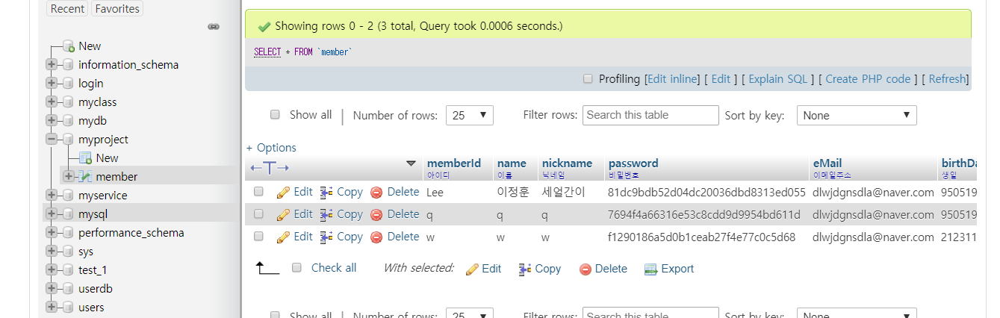 Recent Favorites
New
information_schema
login
myclass
mydb
myproject
New
member
myservice
mysql
performance_schema
sys
test_1
userdb
users
Showing rows 0 - 2 (3 total, Query took 0.0006 seconds.)
SELECT * FROM `member`
Profiling [Edit inline] [ Edit ] [ Explain SQL ] [ Create PHP code ] [ Refresh]
Show all | Number of rows: 25 Filter rows: Search this table Sort by key: None
+ Options
←T→ memberId name nickname password eMail birthDa
아이디 이름 닉네임 비밀번호 이메일주소 생일
Edit Copy Delete Lee 이정훈 세얼간이 81dc9bdb52d04dc20036dbd8313ed055 dlwjdgnsdla@naver.com 950519
Edit Copy Delete q q q 7694f4a66316e53c8cdd9d9954bd611d dlwjdgnsdla@naver.com 950519
Edit Copy Delete w w w f1290186a5d0b1ceab27f4e77c0c5d68 dlwjdgnsdla@naver.com 212311
Check all With selected: Edit Copy Delete Export
Show all | Number of rows: 25 Filter rows: Search this table Sort by key: None